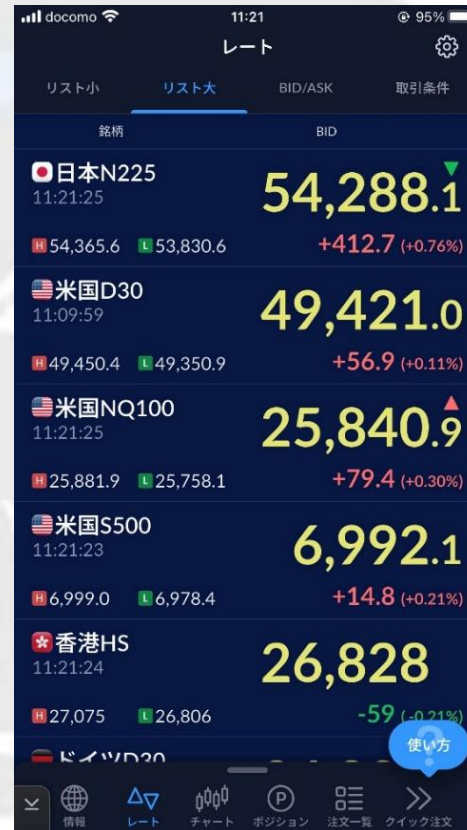 docomo 11:21 95%
レート
リスト小 リスト大 BID/ASK 取引条件
銘柄 BID
日本N225
11:21:25
54,288.1
H 54,365.6 L 53,830.6 +412.7 (+0.76%)
米国D30
11:09:59
49,421.0
H 49,450.4 L 49,350.9 +56.9 (+0.11%)
米国NQ100
11:21:25
25,840.9
H 25,881.9 L 25,758.1 +79.4 (+0.30%)
米国S500
11:21:23
6,992.1
H 6,999.0 L 6,978.4 +14.8 (+0.21%)
香港HS
11:21:24
26,828
H 27,075 L 26,806 -59 (-0.21%)
ドイツD30
使い方
情報 レート チャート ポジション 注文一覧 クイック注文